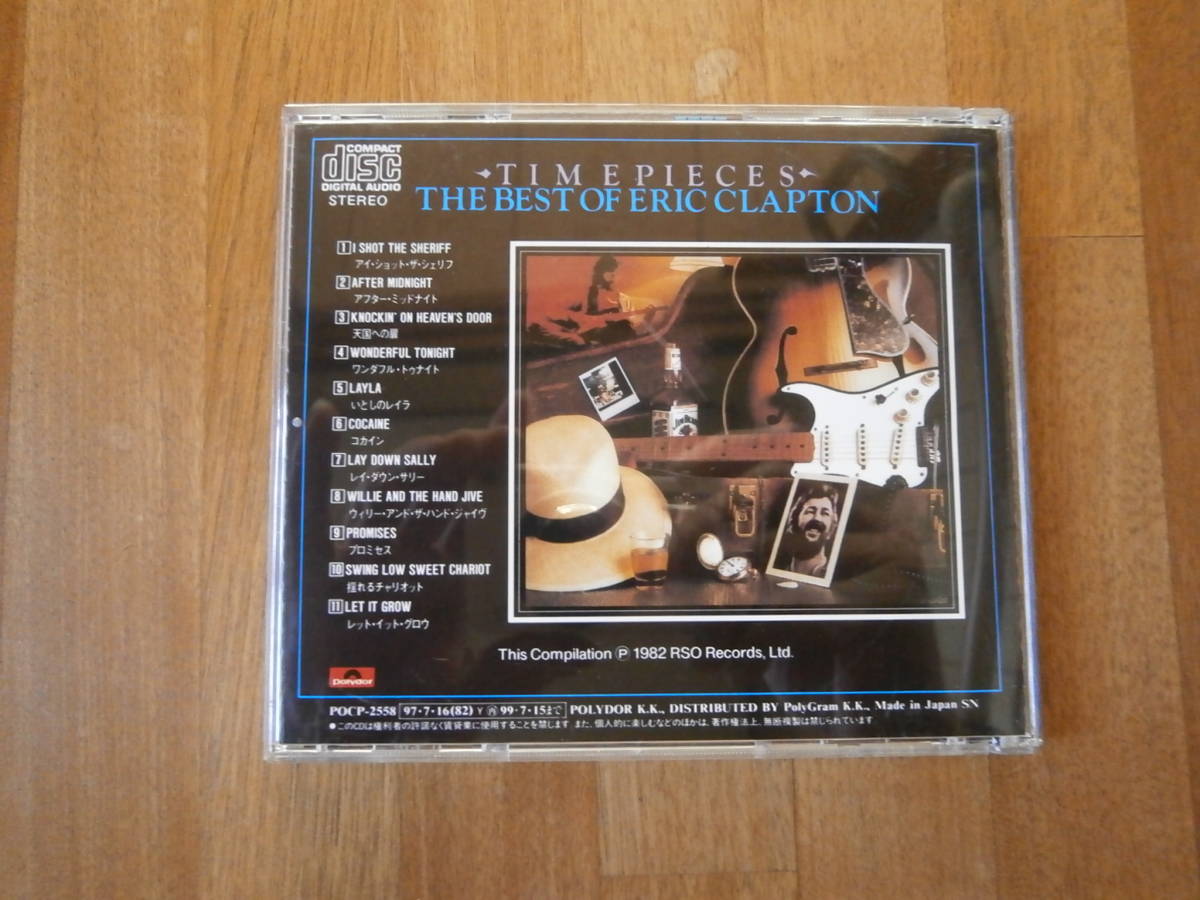 COMPACT
disc
DIGITAL AUDIO
STEREO
TIMEPIECES
THE BEST OF ERIC CLAPTON
1 I SHOT THE SHERIFF
アイ・ショット・ザ・シェリフ
2 AFTER MIDNIGHT
アフター・ミッドナイト
3 KNOCKIN' ON HEAVEN'S DOOR
天国への扉
4 WONDERFUL TONIGHT
ワンダフル・トゥナイト
5 LAYLA
いとしのレイラ
6 COCAINE
コカイン
7 LAY DOWN SALLY
レイ・ダウン・サリー
8 WILLIE AND THE HAND JIVE
ウィリー・アンド・ザ・ハンド・ジャイヴ
9 PROMISES
プロミセス
10 SWING LOW SWEET CHARIOT
揺れるチャリオット
11 LET IT GROW
レット・イット・グロウ
JIM BEAM
This Compilation Ⓟ 1982 RSO Records, Ltd.
polydor
POCP-2558 97・7・16(82) Y 再 99・7・15まで POLYDOR K.K., DISTRIBUTED BY PolyGram K.K., Made in Japan SN
●このCDは権利者の許諾なく賃貸業に使用することを禁じます また、個人的に楽しむなどのほかは、著作権法上、無断複製は禁じられています